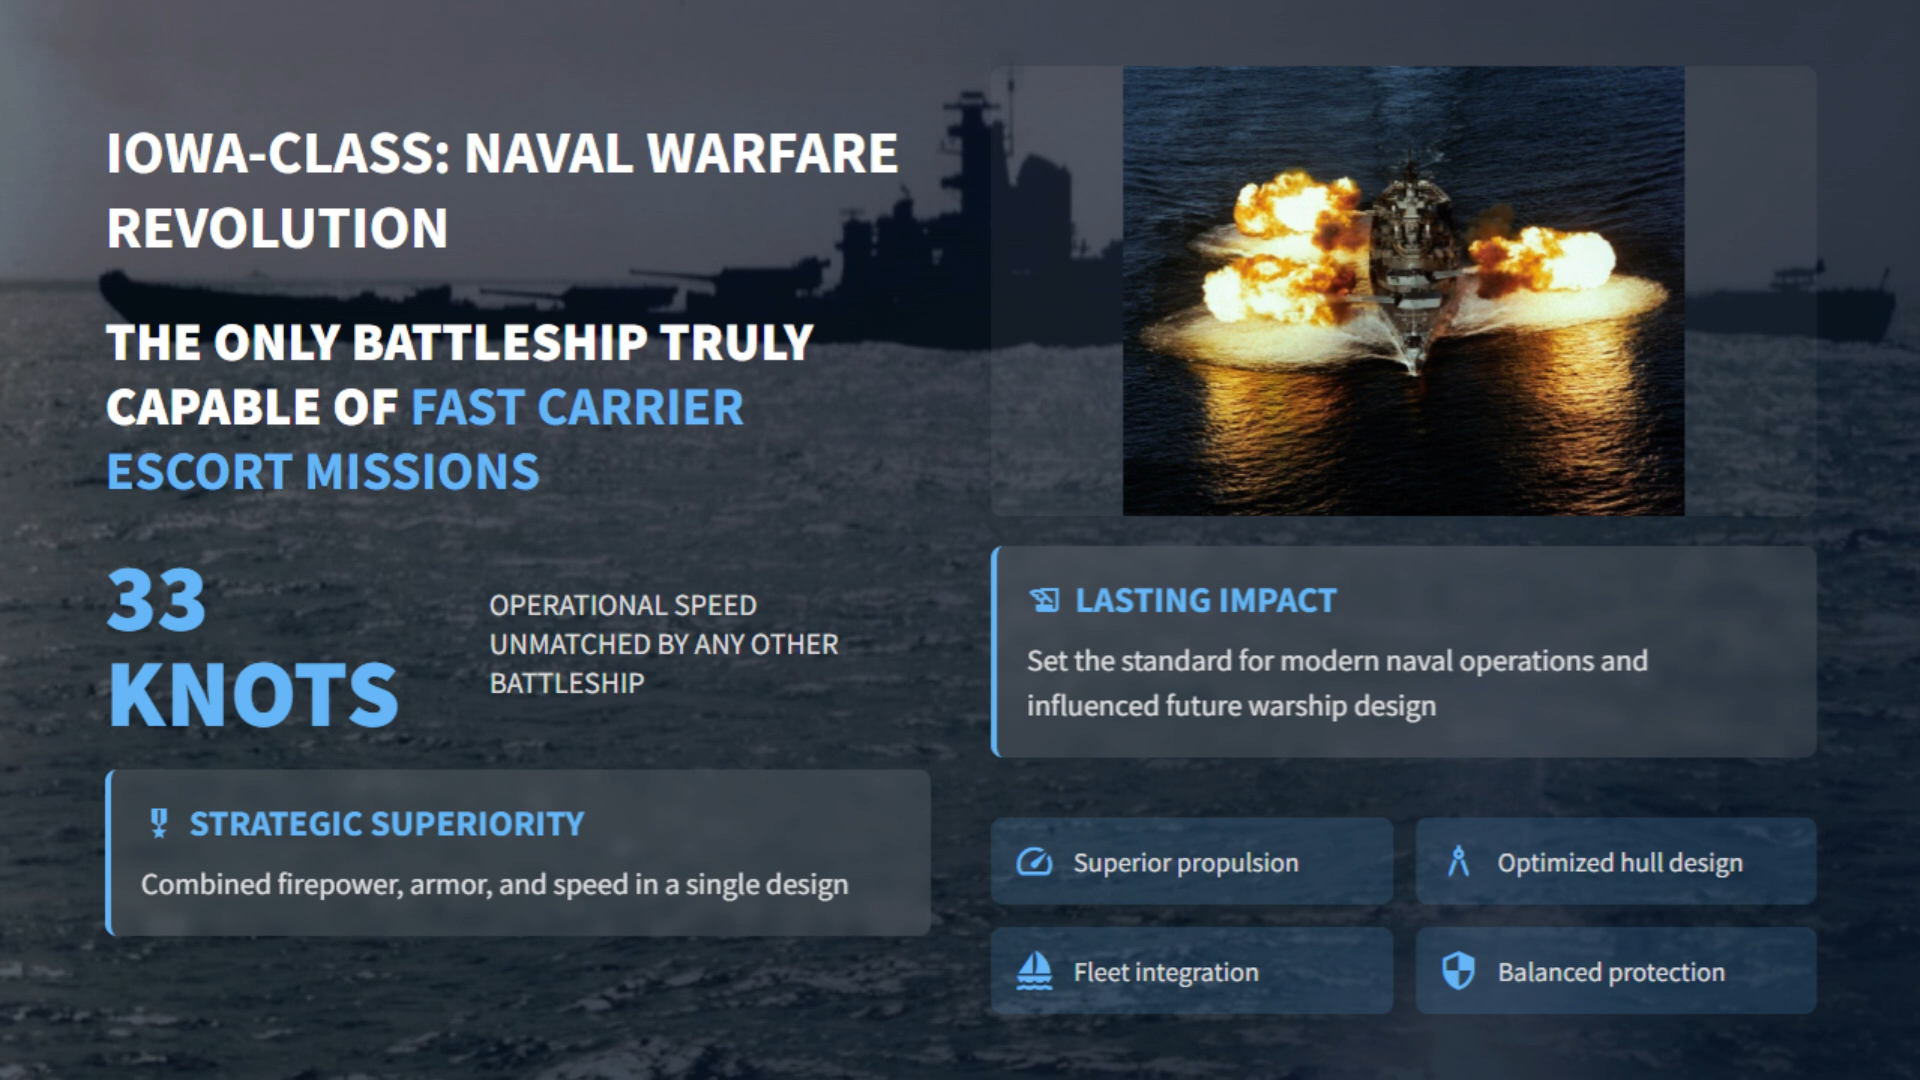 IOWA-CLASS: NAVAL WARFARE
REVOLUTION
THE ONLY BATTLESHIP TRULY
CAPABLE OF FAST CARRIER
ESCORT MISSIONS
33
KNOTS
OPERATIONAL SPEED
UNMATCHED BY ANY OTHER
BATTLESHIP
STRATEGIC SUPERIORITY
Combined firepower, armor, and speed in a single design
LASTING IMPACT
Set the standard for modern naval operations and
influenced future warship design
Superior propulsion
Optimized hull design
Fleet integration
Balanced protection